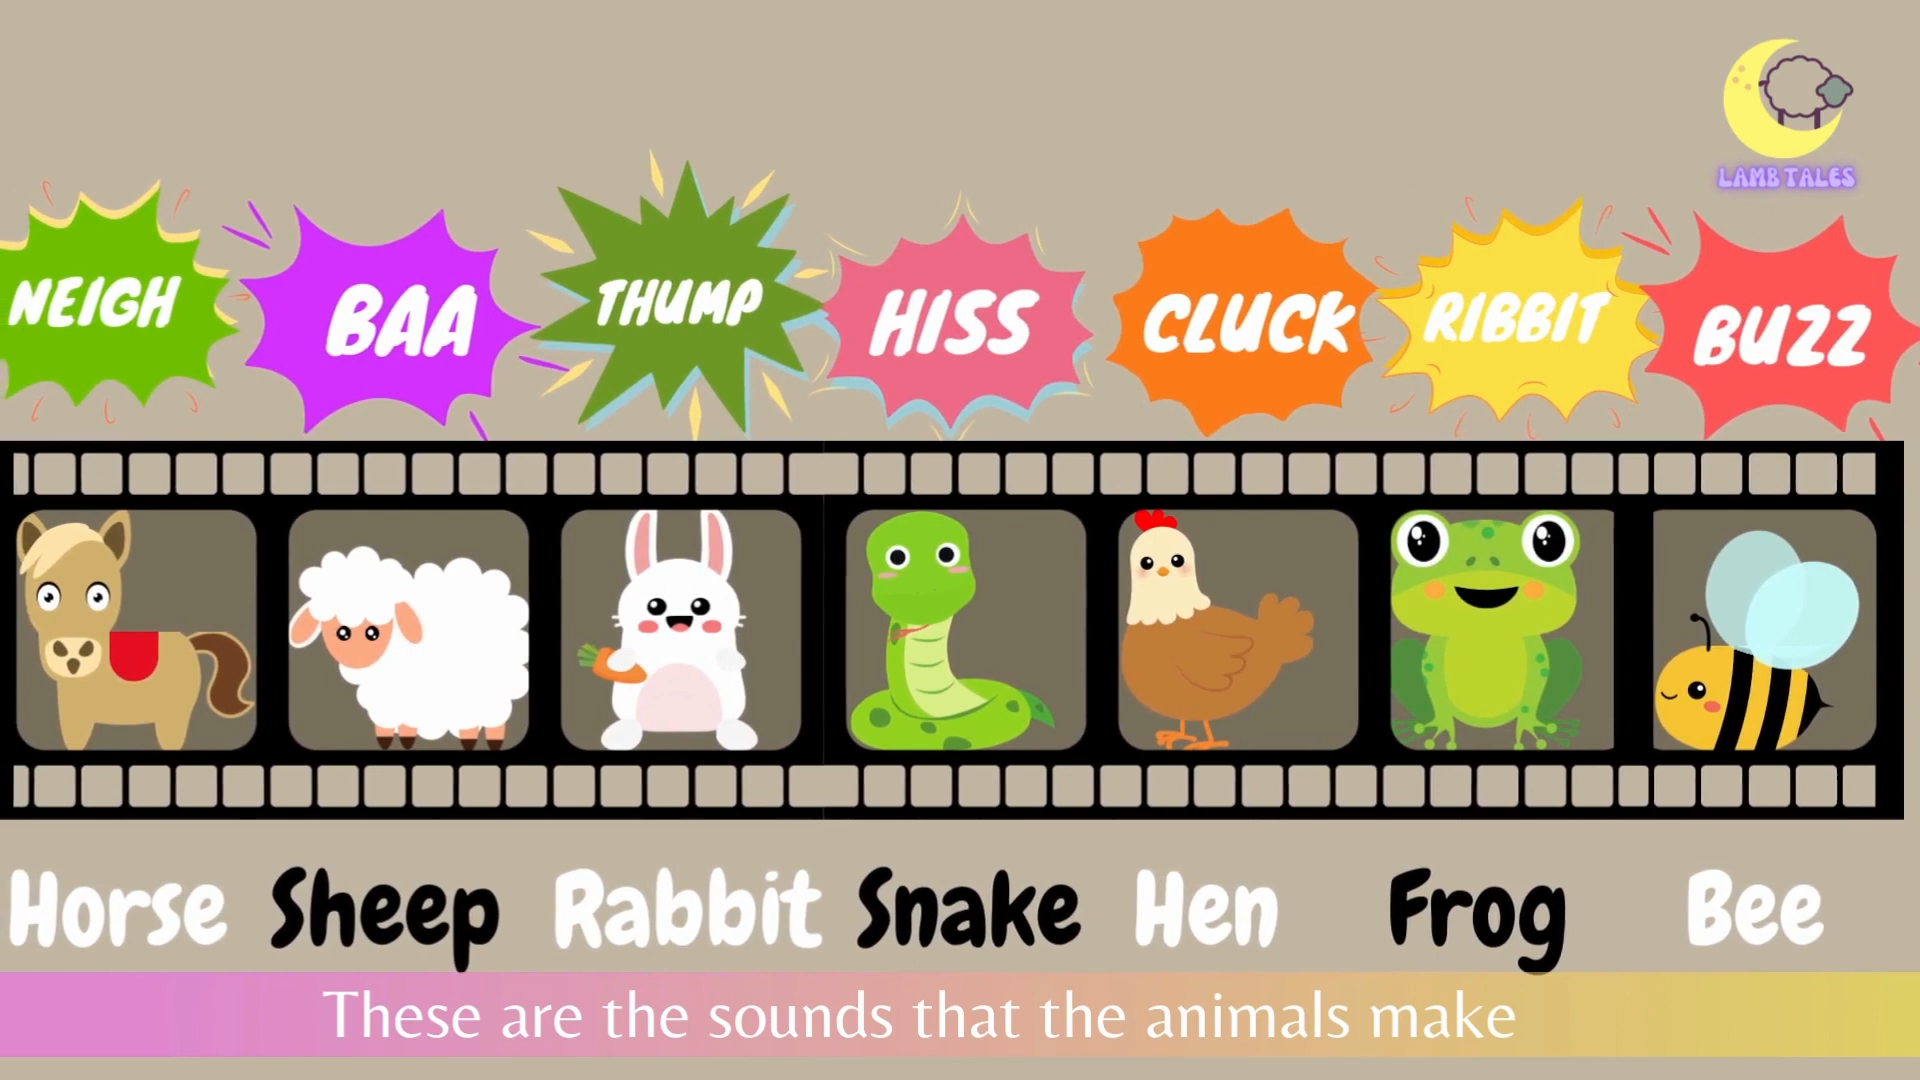 LAMB TALES
NEIGH
BAA
THUMP
HISS
CLUCK
RIBBIT
BUZZ
Horse
Sheep
Rabbit
Snake
Hen
Frog
Bee
These are the sounds that the animals make